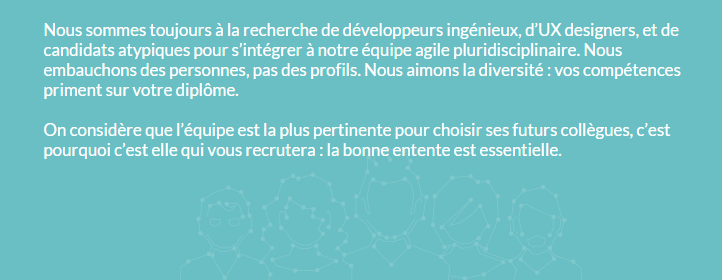 Nous sommes toujours à la recherche de développeurs ingénieux, d’UX designers, et de
candidats atypiques pour s’intégrer à notre équipe agile pluridisciplinaire. Nous
embauchons des personnes, pas des profils. Nous aimons la diversité : vos compétences
priment sur votre diplôme.
On considère que l’équipe est la plus pertinente pour choisir ses futurs collègues, c’est
pourquoi c’est elle qui vous recrutera : la bonne entente est essentielle.